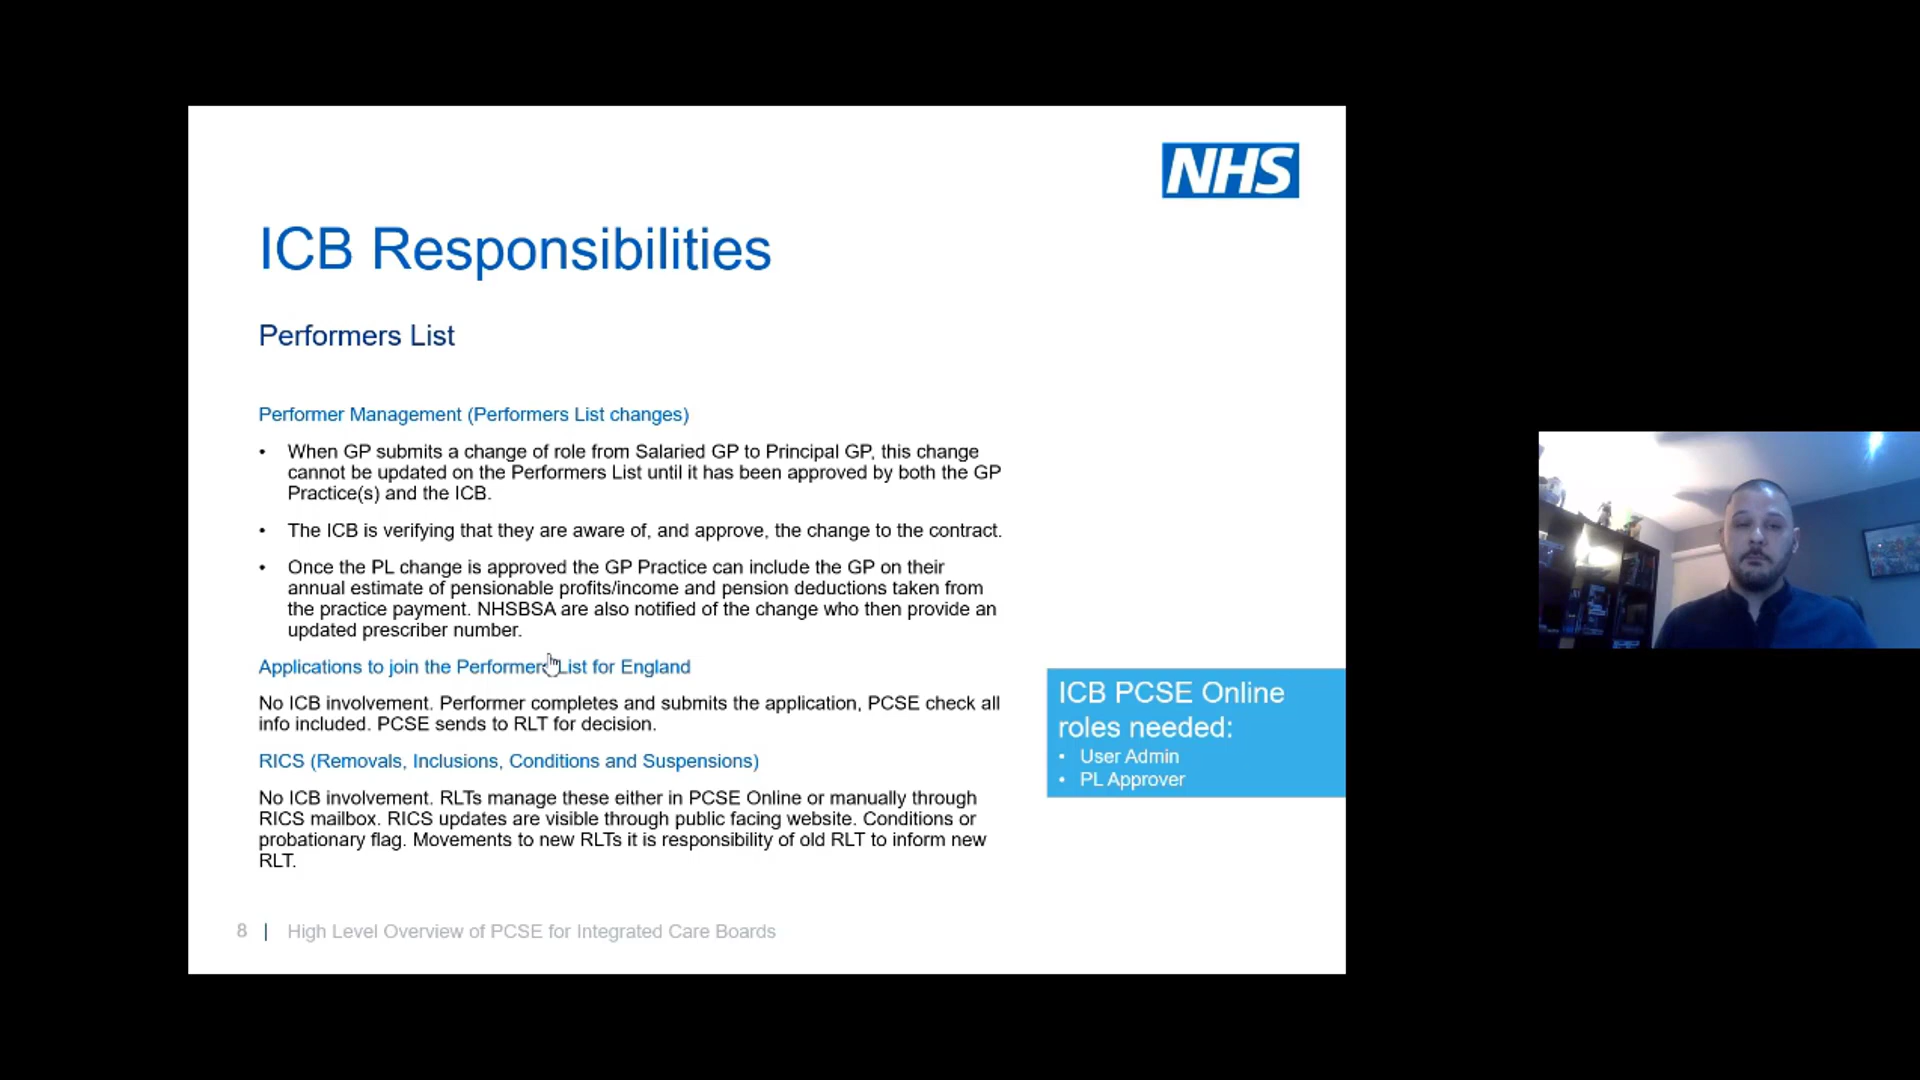 NHS
ICB Responsibilities
Performers List
Performer Management (Performers List changes)
• When GP submits a change of role from Salaried GP to Principal GP, this change
cannot be updated on the Performers List until it has been approved by both the GP
Practice(s) and the ICB.
• The ICB is verifying that they are aware of, and approve, the change to the contract.
• Once the PL change is approved the GP Practice can include the GP on their
annual estimate of pensionable profits/income and pension deductions taken from
the practice payment. NHSBSA are also notified of the change who then provide an
updated prescriber number.
Applications to join the Performers List for England
No ICB involvement. Performer completes and submits the application, PCSE check all
info included. PCSE sends to RLT for decision.
RICS (Removals, Inclusions, Conditions and Suspensions)
No ICB involvement. RLTs manage these either in PCSE Online or manually through
RICS mailbox. RICS updates are visible through public facing website. Conditions or
probationary flag. Movements to new RLTs it is responsibility of old RLT to inform new
RLT.
ICB PCSE Online
roles needed:
• User Admin
• PL Approver
8 | High Level Overview of PCSE for Integrated Care Boards